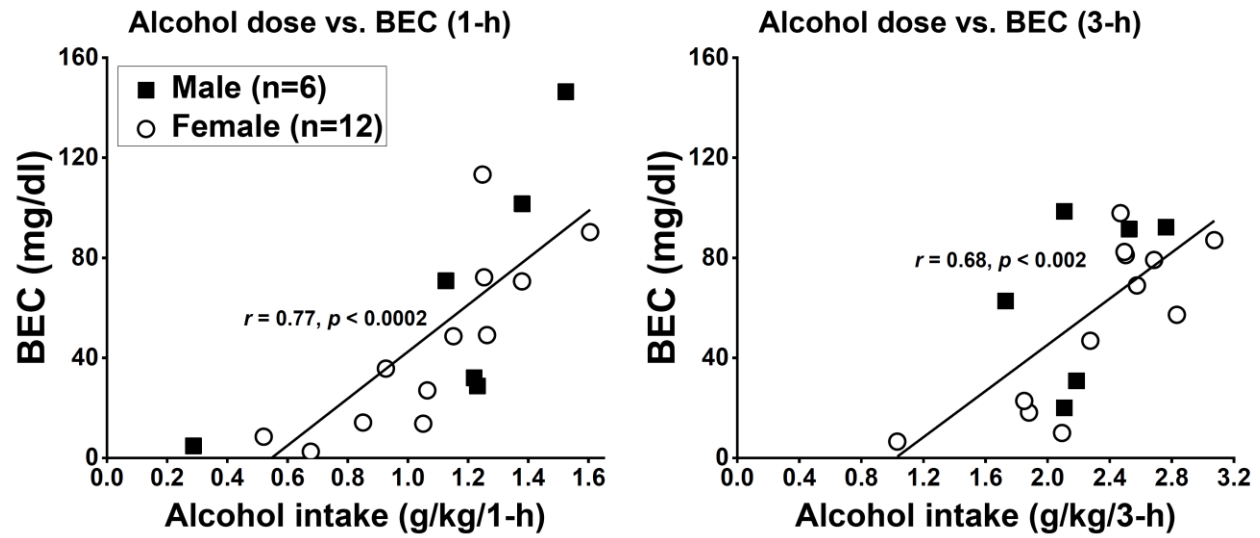 Alcohol dose vs. BEC (1-h)
160
120
80
40
0
BEC (mg/dl)
Male (n=6)
Female (n=12)
r = 0.77, p < 0.0002
0.0 0.2 0.4 0.6 0.8 1.0 1.2 1.4 1.6
Alcohol intake (g/kg/1-h)
Alcohol dose vs. BEC (3-h)
160
120
80
40
0
BEC (mg/dl)
r = 0.68, p < 0.002
0.0 0.4 0.8 1.2 1.6 2.0 2.4 2.8 3.2
Alcohol intake (g/kg/3-h)